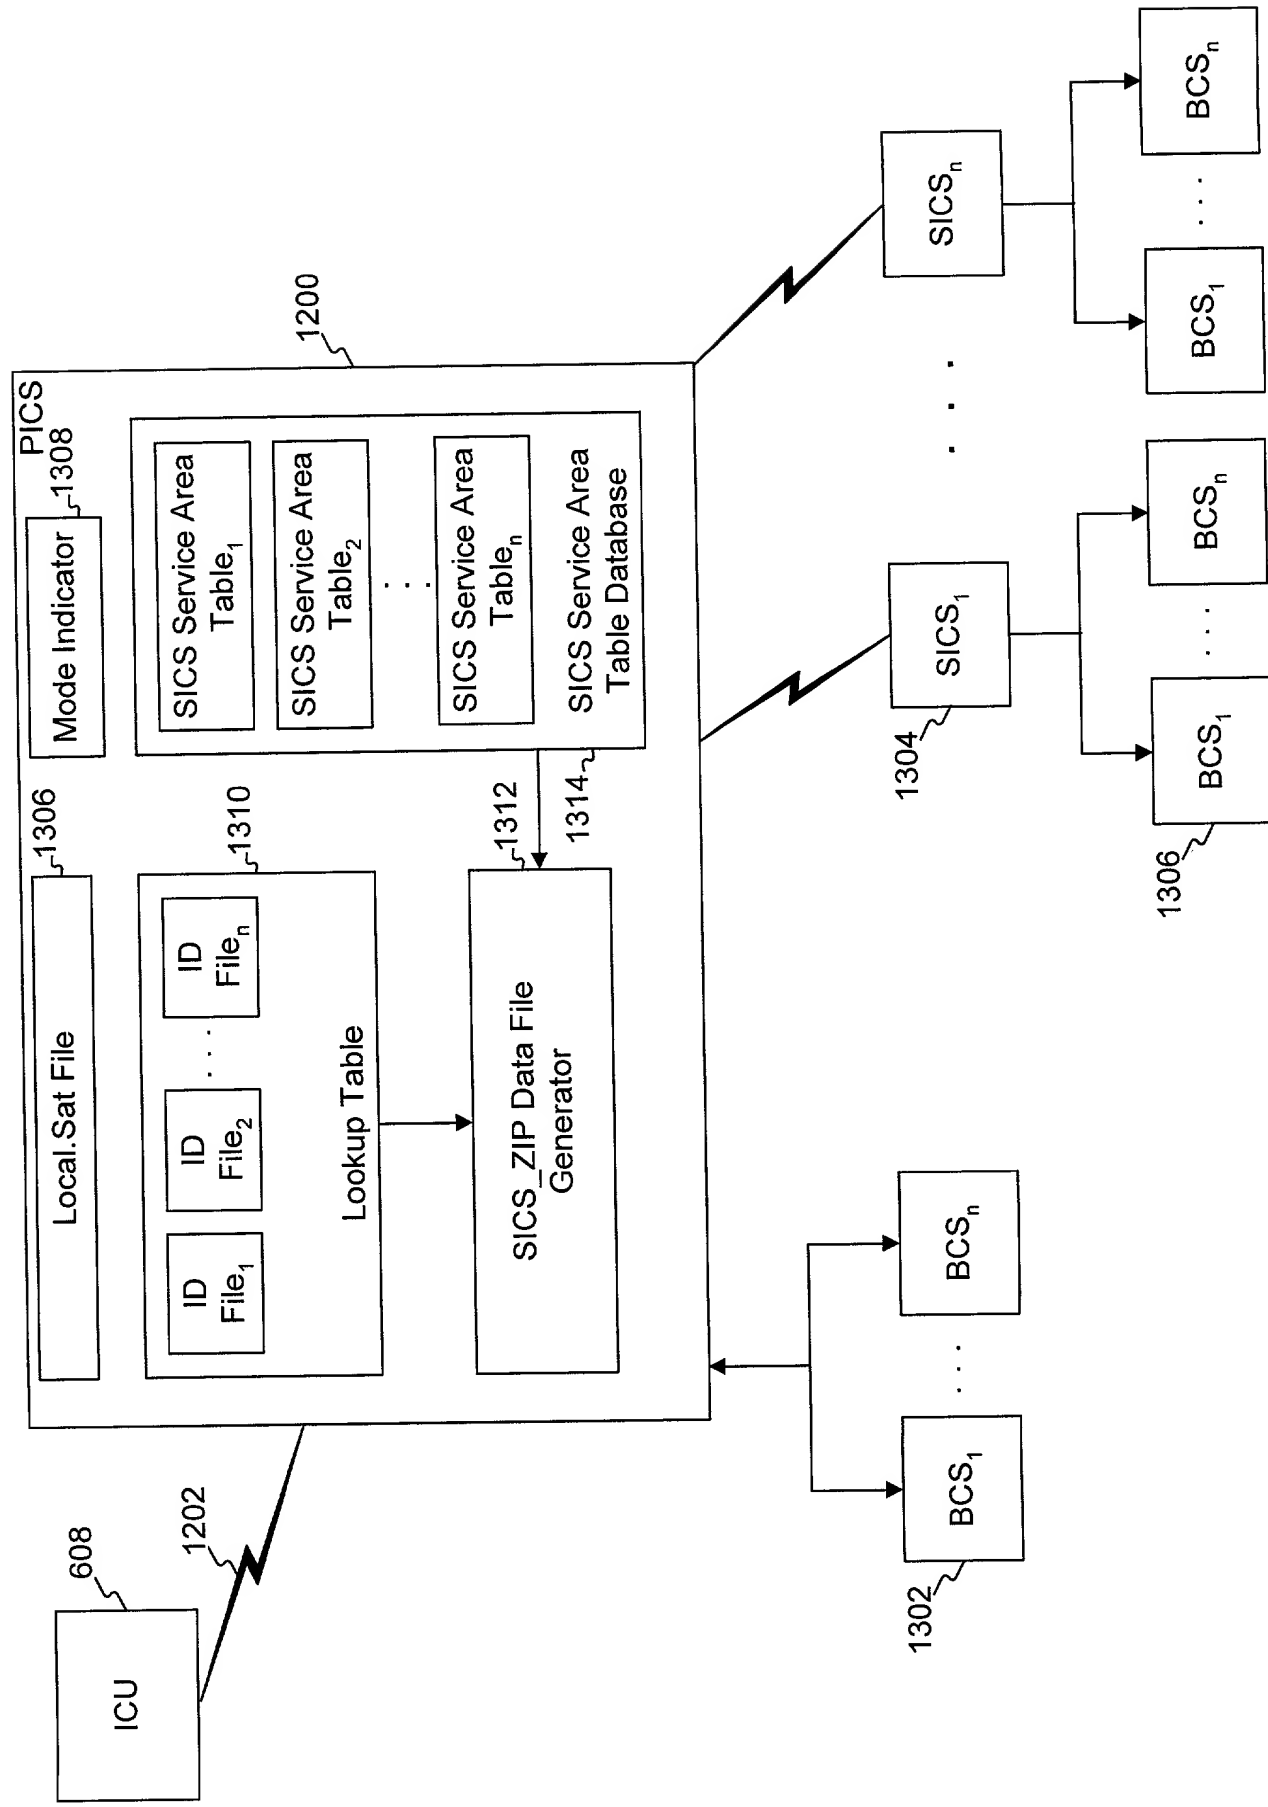 PICS
1200
Local.Sat File
1306
Mode Indicator
1308
ID
File1
ID
File2
. . .
ID
Filen
Lookup Table
1310
SICS Service Area
Table1
SICS Service Area
Table2
. . .
SICS Service Area
Tablen
SICS Service Area
Table Database
1314
SICS_ZIP Data File
Generator
1312
ICU
608
1202
BCS1
. . .
BCSn
1302
SICS1
1304
. . .
SICSn
BCS1
. . .
BCSn
1306
BCS1
. . .
BCSn